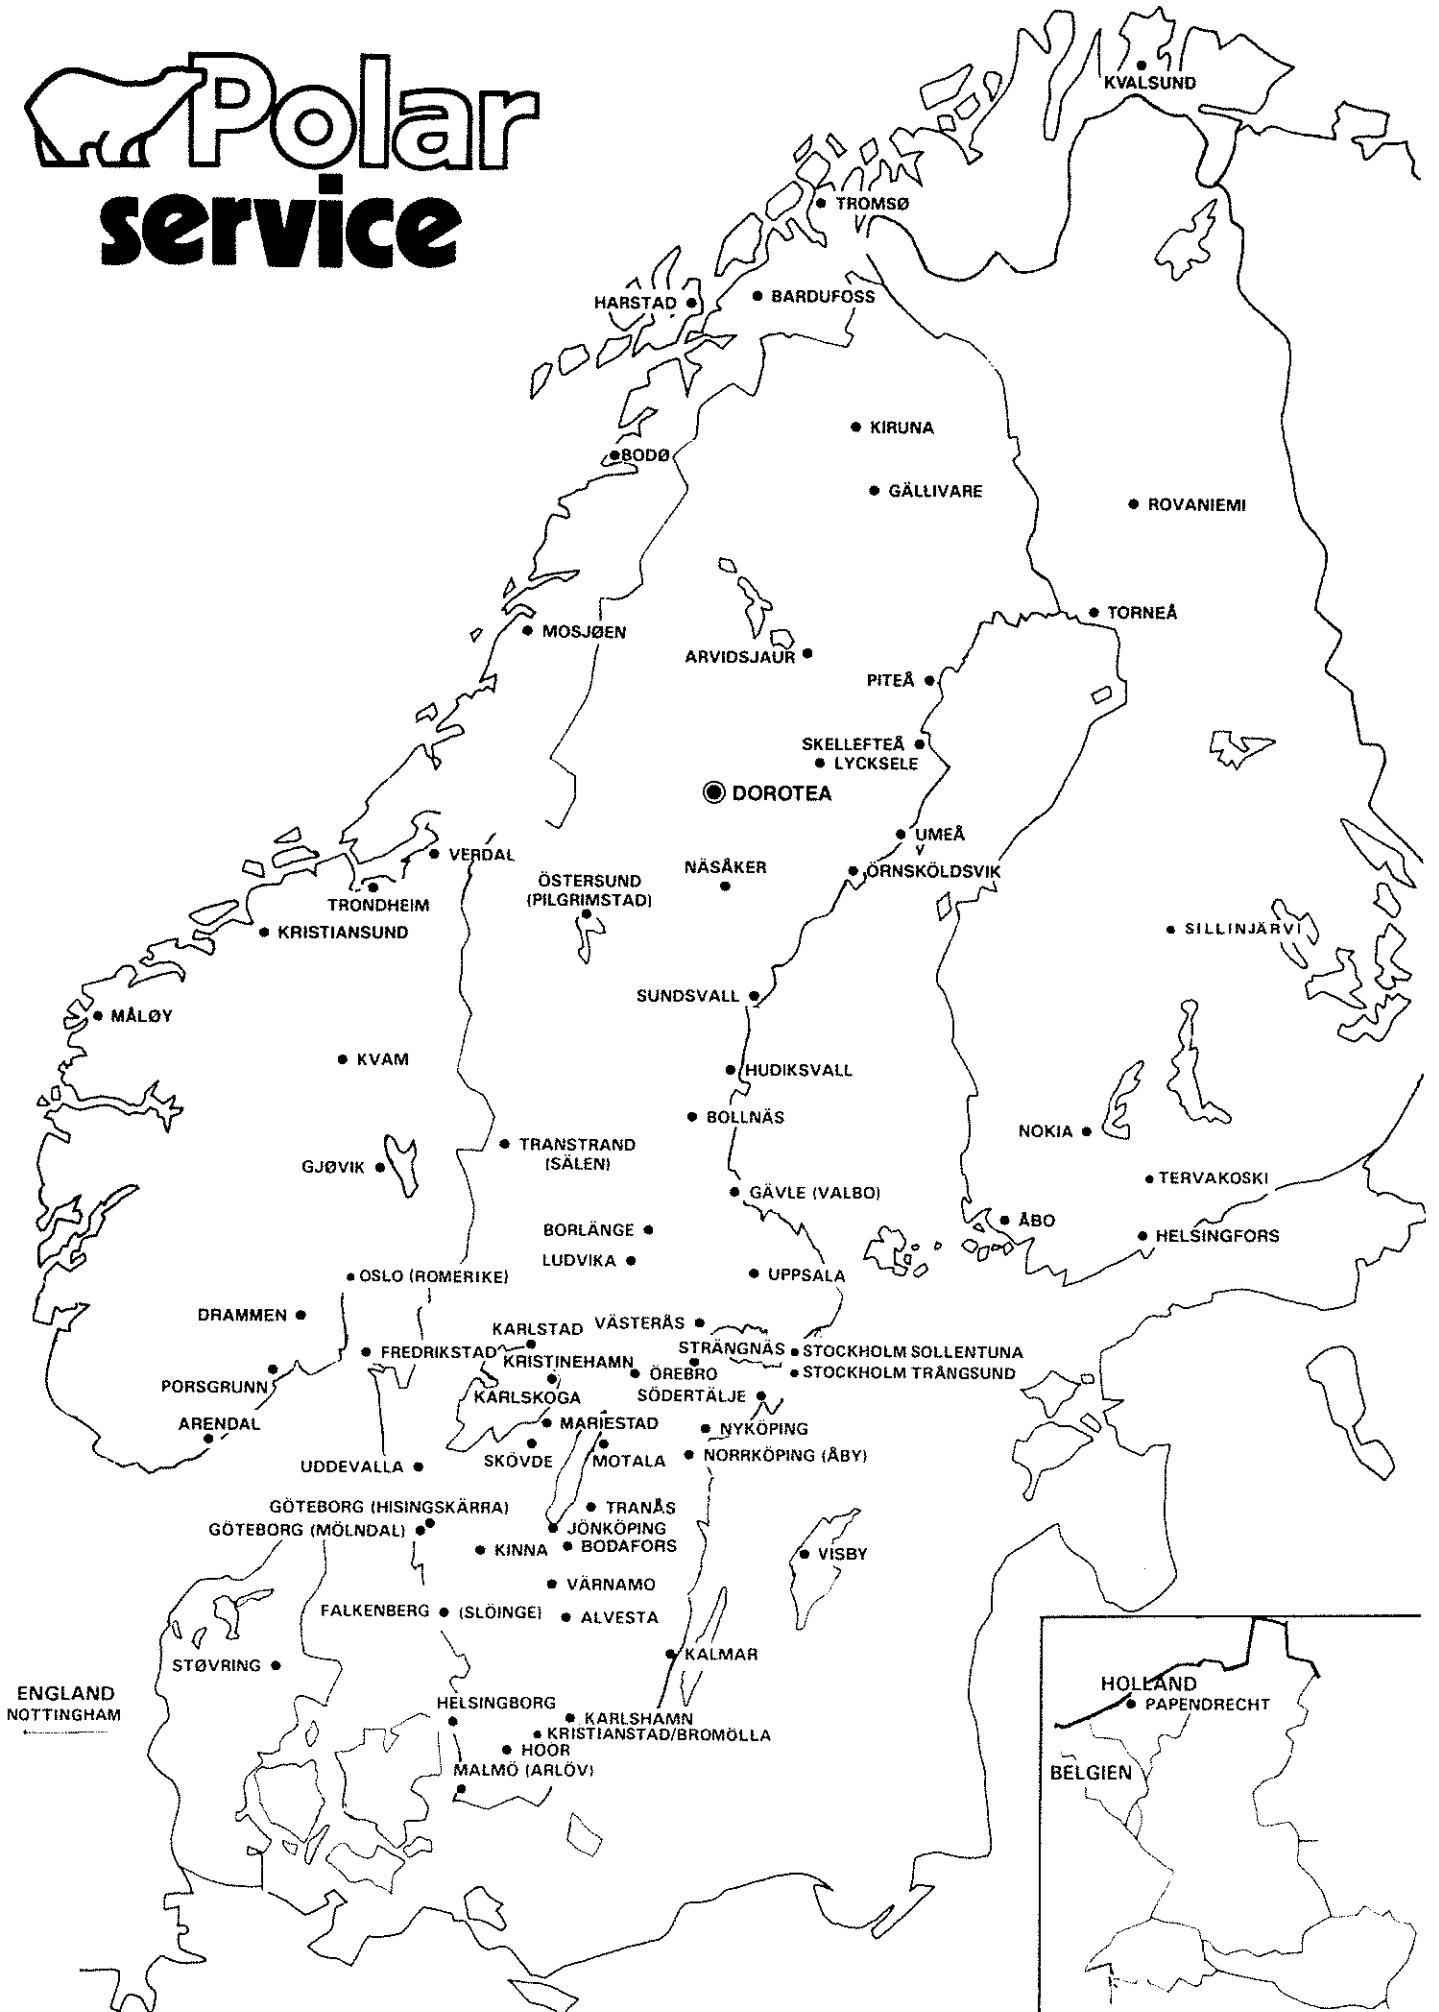 Polar
service
KVALSUND
TROMSØ
HARSTAD
BARDUFOSS
KIRUNA
BODØ
GÄLLIVARE
ROVANIEMI
TORNEÅ
MOSJØEN
ARVIDSJAUR
PITEÅ
SKELLEFTEÅ
LYCKSELE
DOROTEA
UMEÅ
VERDAL
NÄSÅKER
ÖRNSKÖLDSVIK
ÖSTERSUND
(PILGRIMSTAD)
TRONDHEIM
KRISTIANSUND
SILLINJÄRVI
SUNDSVALL
MÅLØY
KVAM
HUDIKSVALL
BOLLNÄS
NOKIA
TRANSTRAND
(SÄLEN)
GJØVIK
TERVAKOSKI
GÄVLE (VALBO)
ÅBO
BORLÄNGE
HELSINGFORS
LUDVIKA
OSLO (ROMERIKE)
UPPSALA
DRAMMEN
VÄSTERÅS
KARLSTAD
FREDRIKSTAD
STRÄNGNÄS
STOCKHOLM SOLLENTUNA
KRISTINEHAMN
ÖREBRO
STOCKHOLM TRÅNGSUND
PORSGRUNN
KARLSKOGA
SÖDERTÄLJE
ARENDAL
MARIESTAD
NYKÖPING
SKÖVDE
MOTALA
NORRKÖPING (ÅBY)
UDDEVALLA
GÖTEBORG (HISINGSKÄRRA)
TRANÅS
GÖTEBORG (MÖLNDAL)
JÖNKÖPING
KINNA
BODAFORS
VISBY
VÄRNAMO
FALKENBERG
(SLÖINGE)
ALVESTA
KALMAR
STØVRING
ENGLAND
NOTTINGHAM
HELSINGBORG
KARLSHAMN
KRISTIANSTAD/BROMÖLLA
HÖÖR
MALMÖ (ARLÖV)
HOLLAND
PAPENDRECHT
BELGIEN